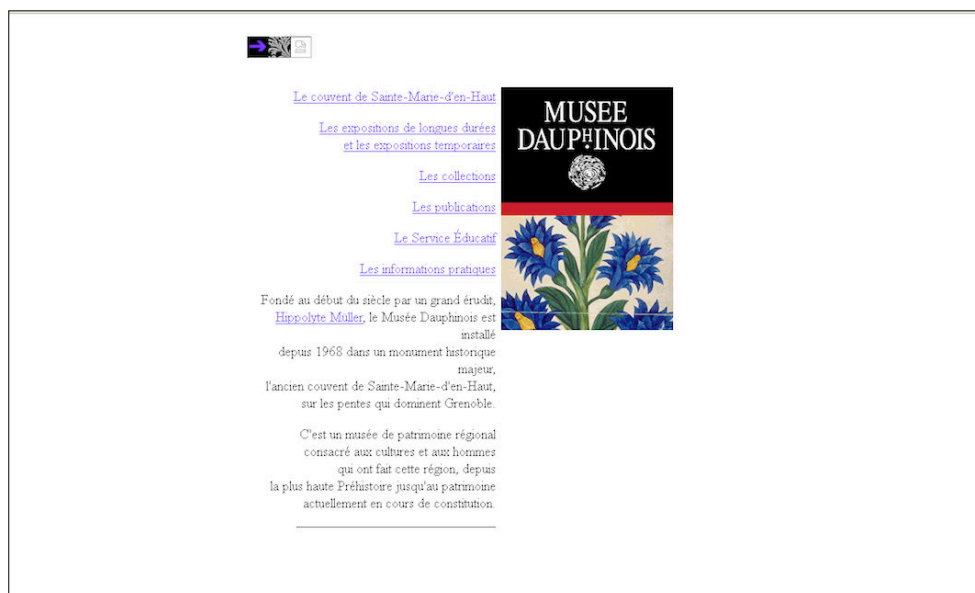 Le couvent de Sainte-Marie-d'en-Haut
Les expositions de longues durées
et les expositions temporaires
Les collections
Les publications
Le Service Éducatif
Les informations pratiques
Fondé au début du siècle par un grand érudit,
Hippolyte Muller, le Musée Dauphinois est
installé
depuis 1968 dans un monument historique
majeur,
l'ancien couvent de Sainte-Marie-d'en-Haut,
sur les pentes qui dominent Grenoble.
C'est un musée de patrimoine régional
consacré aux cultures et aux hommes
qui ont fait cette région, depuis
la plus haute Préhistoire jusqu'au patrimoine
actuellement en cours de constitution.
MUSEE
DAUPHINOIS